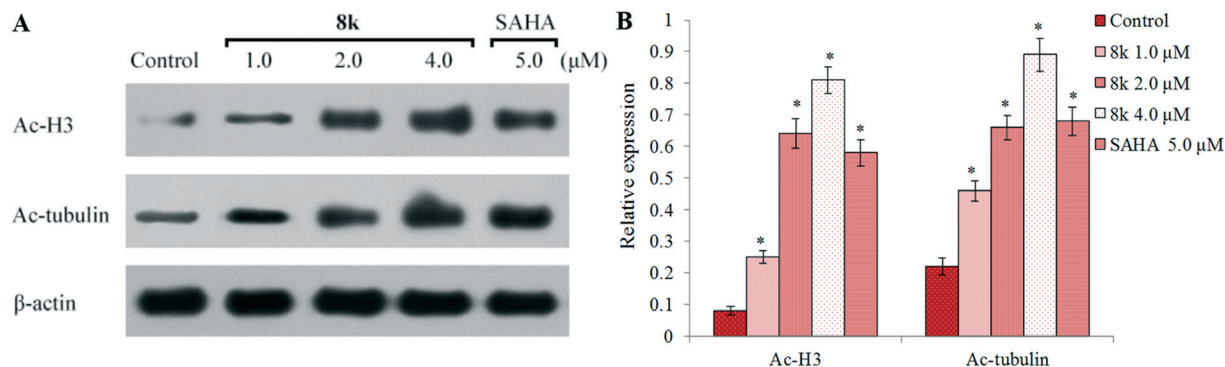 A
8k
SAHA
Control
1.0
2.0
4.0
5.0
(μM)
Ac-H3
Ac-tubulin
β-actin
B
Relative expression
1
0.9
0.8
0.7
0.6
0.5
0.4
0.3
0.2
0.1
0
*
*
*
*
*
*
*
*
Ac-H3
Ac-tubulin
Control
8k 1.0 μM
8k 2.0 μM
8k 4.0 μM
SAHA 5.0 μM